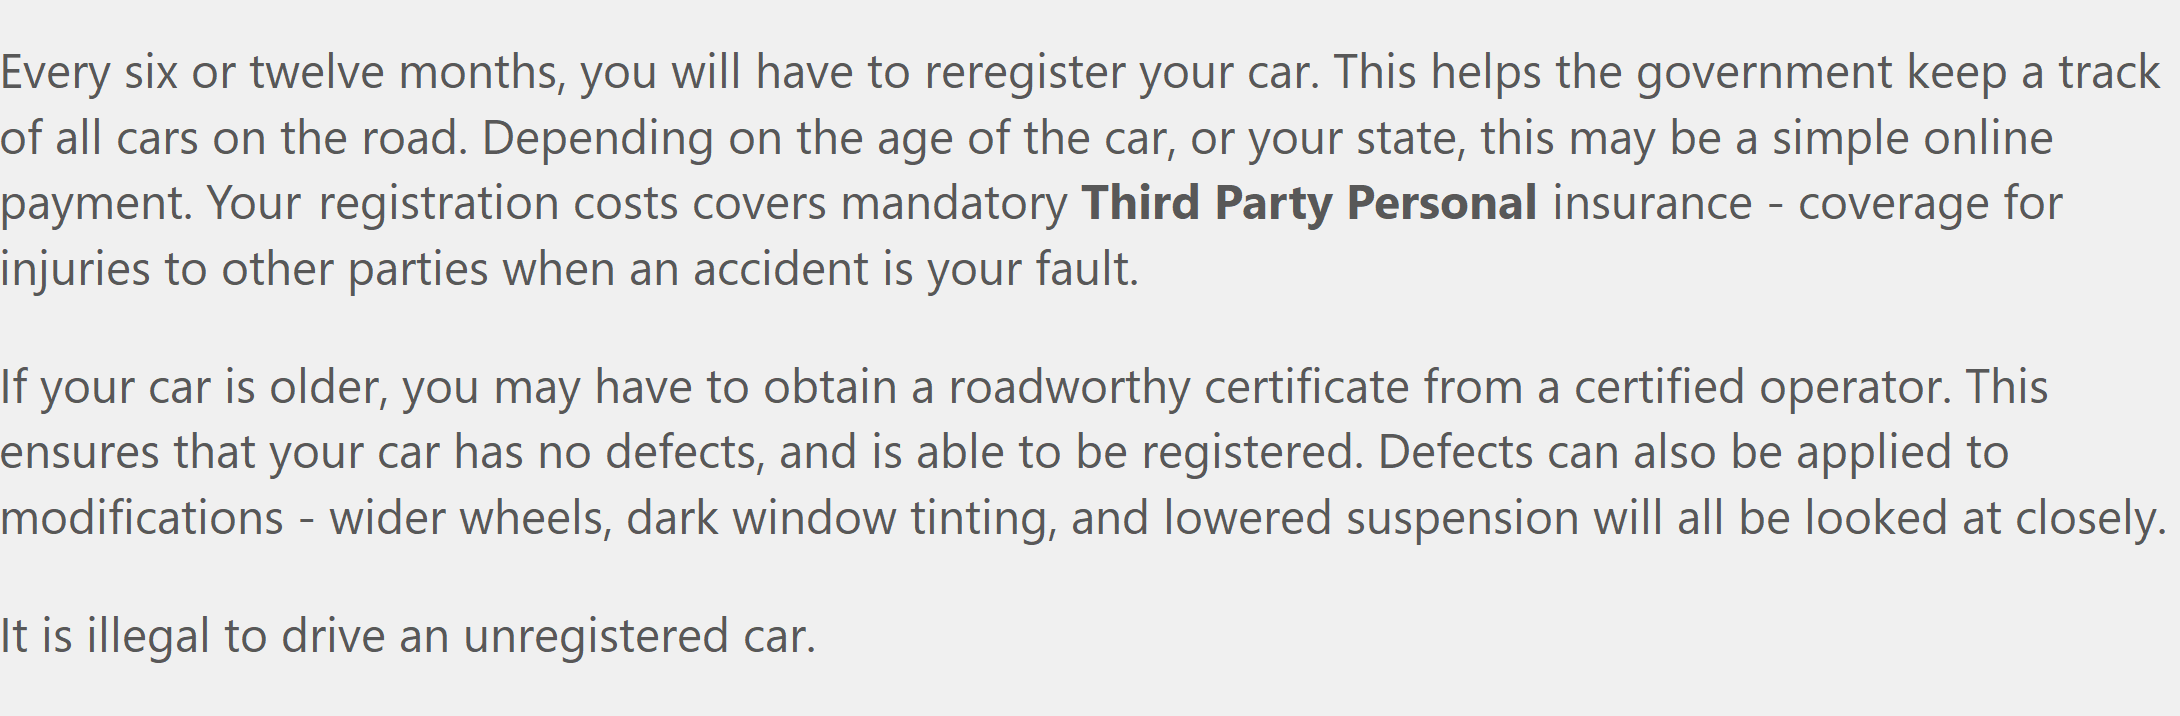 Every six or twelve months, you will have to reregister your car. This helps the government keep a track
of all cars on the road. Depending on the age of the car, or your state, this may be a simple online
payment. Your registration costs covers mandatory Third Party Personal insurance - coverage for
injuries to other parties when an accident is your fault.
If your car is older, you may have to obtain a roadworthy certificate from a certified operator. This
ensures that your car has no defects, and is able to be registered. Defects can also be applied to
modifications - wider wheels, dark window tinting, and lowered suspension will all be looked at closely.
It is illegal to drive an unregistered car.